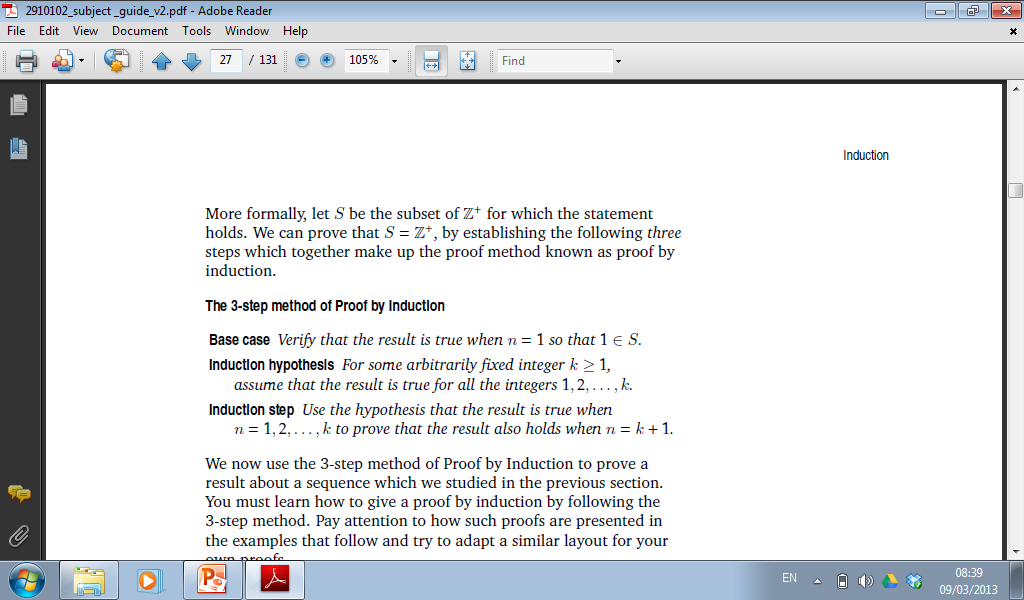 2910102_subject _guide_v2.pdf - Adobe Reader
File Edit View Document Tools Window Help
27 / 131 105% Find
Induction
More formally, let S be the subset of ℤ⁺ for which the statement
holds. We can prove that S = ℤ⁺, by establishing the following three
steps which together make up the proof method known as proof by
induction.
The 3-step method of Proof by Induction
Base case Verify that the result is true when n = 1 so that 1 ∈ S.
Induction hypothesis For some arbitrarily fixed integer k ≥ 1,
assume that the result is true for all the integers 1, 2, . . . , k.
Induction step Use the hypothesis that the result is true when
n = 1, 2, . . . , k to prove that the result also holds when n = k + 1.
We now use the 3-step method of Proof by Induction to prove a
result about a sequence which we studied in the previous section.
You must learn how to give a proof by induction by following the
3-step method. Pay attention to how such proofs are presented in
the examples that follow and try to adapt a similar layout for your
own proofs.
EN
08:39
09/03/2013